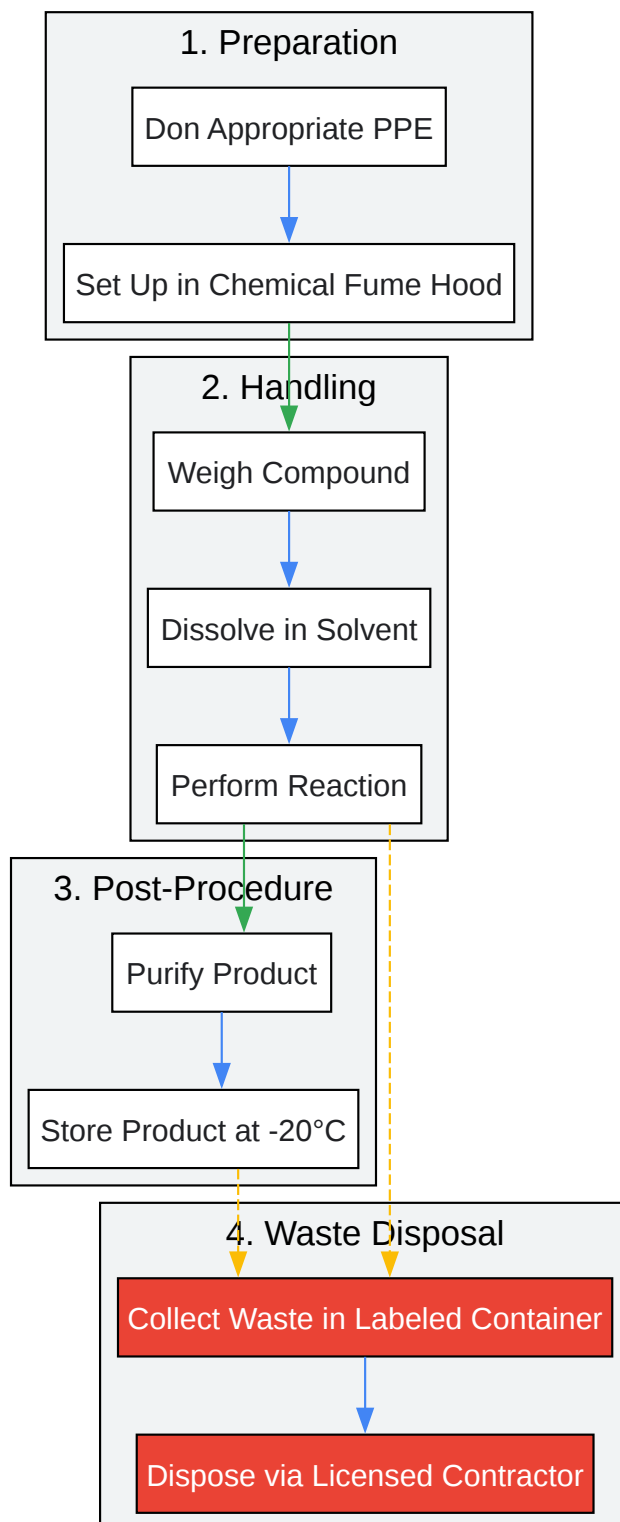 1. Preparation
Don Appropriate PPE
Set Up in Chemical Fume Hood
2. Handling
Weigh Compound
Dissolve in Solvent
Perform Reaction
3. Post-Procedure
Purify Product
Store Product at -20°C
4. Waste Disposal
Collect Waste in Labeled Container
Dispose via Licensed Contractor